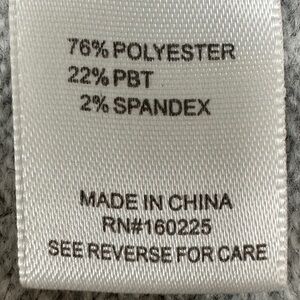 76% POLYESTER
22% PBT
2% SPANDEX
MADE IN CHINA
RN#160225
SEE REVERSE FOR CARE